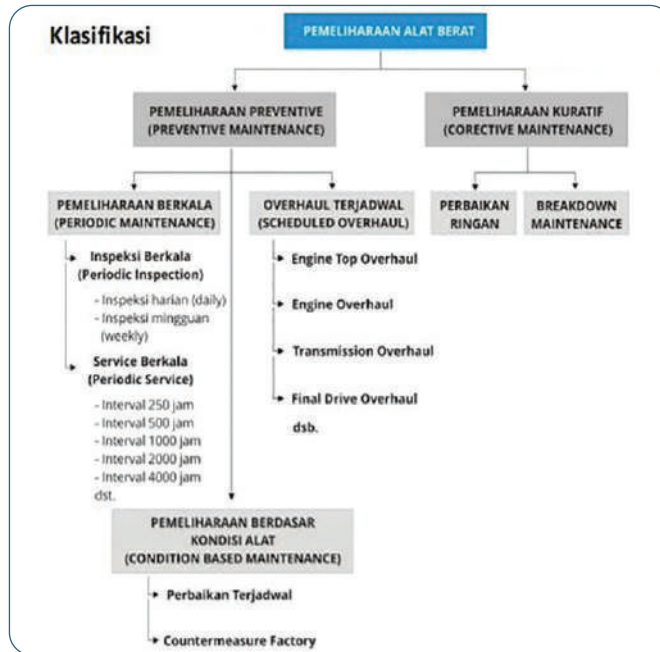 Klasifikasi
PEMELIHARAAN ALAT BERAT
PEMELIHARAAN PREVENTIVE
(PREVENTIVE MAINTENANCE)
PEMELIHARAAN KURATIF
(CORECTIVE MAINTENANCE)
PEMELIHARAAN BERKALA
(PERIODIC MAINTENANCE)
OVERHAUL TERJADWAL
(SCHEDULED OVERHAUL)
PERBAIKAN
RINGAN
BREAKDOWN
MAINTENANCE
Inspeksi Berkala
(Periodic Inspection)
- Inspeksi harian (daily)
- Inspeksi mingguan
(weekly)
Service Berkala
(Periodic Service)
- Interval 250 jam
- Interval 500 jam
- Interval 1000 jam
- Interval 2000 jam
- Interval 4000 jam
dst.
Engine Top Overhaul
Engine Overhaul
Transmission Overhaul
Final Drive Overhaul
dsb.
PEMELIHARAAN BERDASAR
KONDISI ALAT
(CONDITION BASED MAINTENANCE)
Perbaikan Terjadwal
Countermeasure Factory